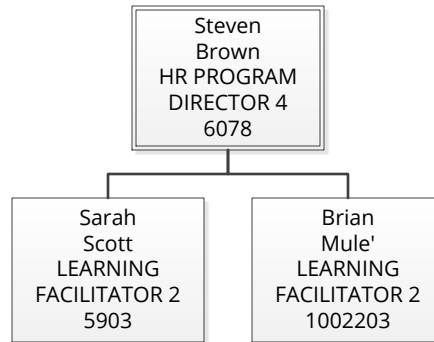 Steven
Brown
HR PROGRAM
DIRECTOR 4
6078
Sarah
Scott
LEARNING
FACILITATOR 2
5903
Brian
Mule'
LEARNING
FACILITATOR 2
1002203